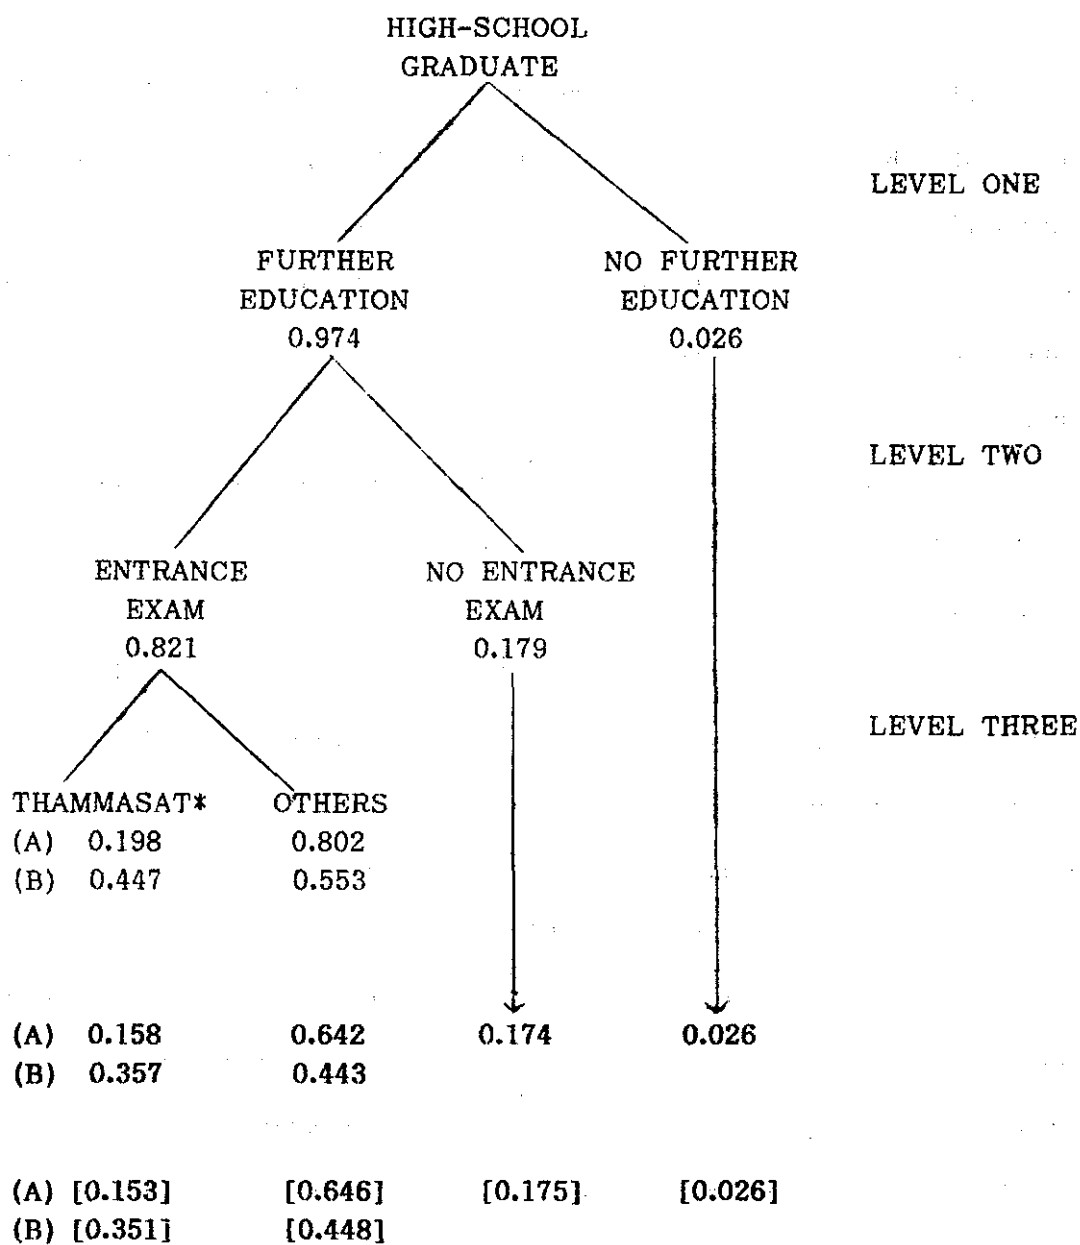 HIGH-SCHOOL
GRADUATE
LEVEL ONE
FURTHER EDUCATION 0.974
NO FURTHER EDUCATION 0.026
LEVEL TWO
ENTRANCE EXAM 0.821
NO ENTRANCE EXAM 0.179
LEVEL THREE
THAMMASAT* OTHERS
(A) 0.198 0.802
(B) 0.447 0.553
(A) 0.158 0.642 0.174 0.026
(B) 0.357 0.443
(A) [0.153] [0.646] [0.175] [0.026]
(B) [0.351] [0.448]